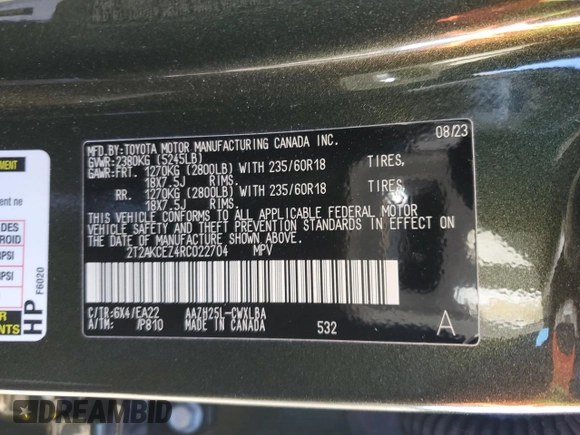 MFD.BY:TOYOTA MOTOR MANUFACTURING CANADA INC. 08/23
GVWR:2380KG (5245LB)
GAWR:FRT. 1270KG (2800LB) WITH 235/60R18 TIRES,
18X7.5J RIMS.
RR. 1270KG (2800LB) WITH 235/60R18 TIRES,
18X7.5J RIMS.
THIS VEHICLE CONFORMS TO ALL APPLICABLE FEDERAL MOTOR
VEHICLE SAFETY AND THEFT PREVENTION STANDARDS IN EFFECT ON
THE DATE OF MANUFACTURE SHOWN ABOVE.
2T2AKCEZ4RC022704 MPV
C/TR:6X4/EA22 AAZH25L-CWXLBA
A/TM: /P810 MADE IN CANADA 532 A
HP F6020
DREAMBID